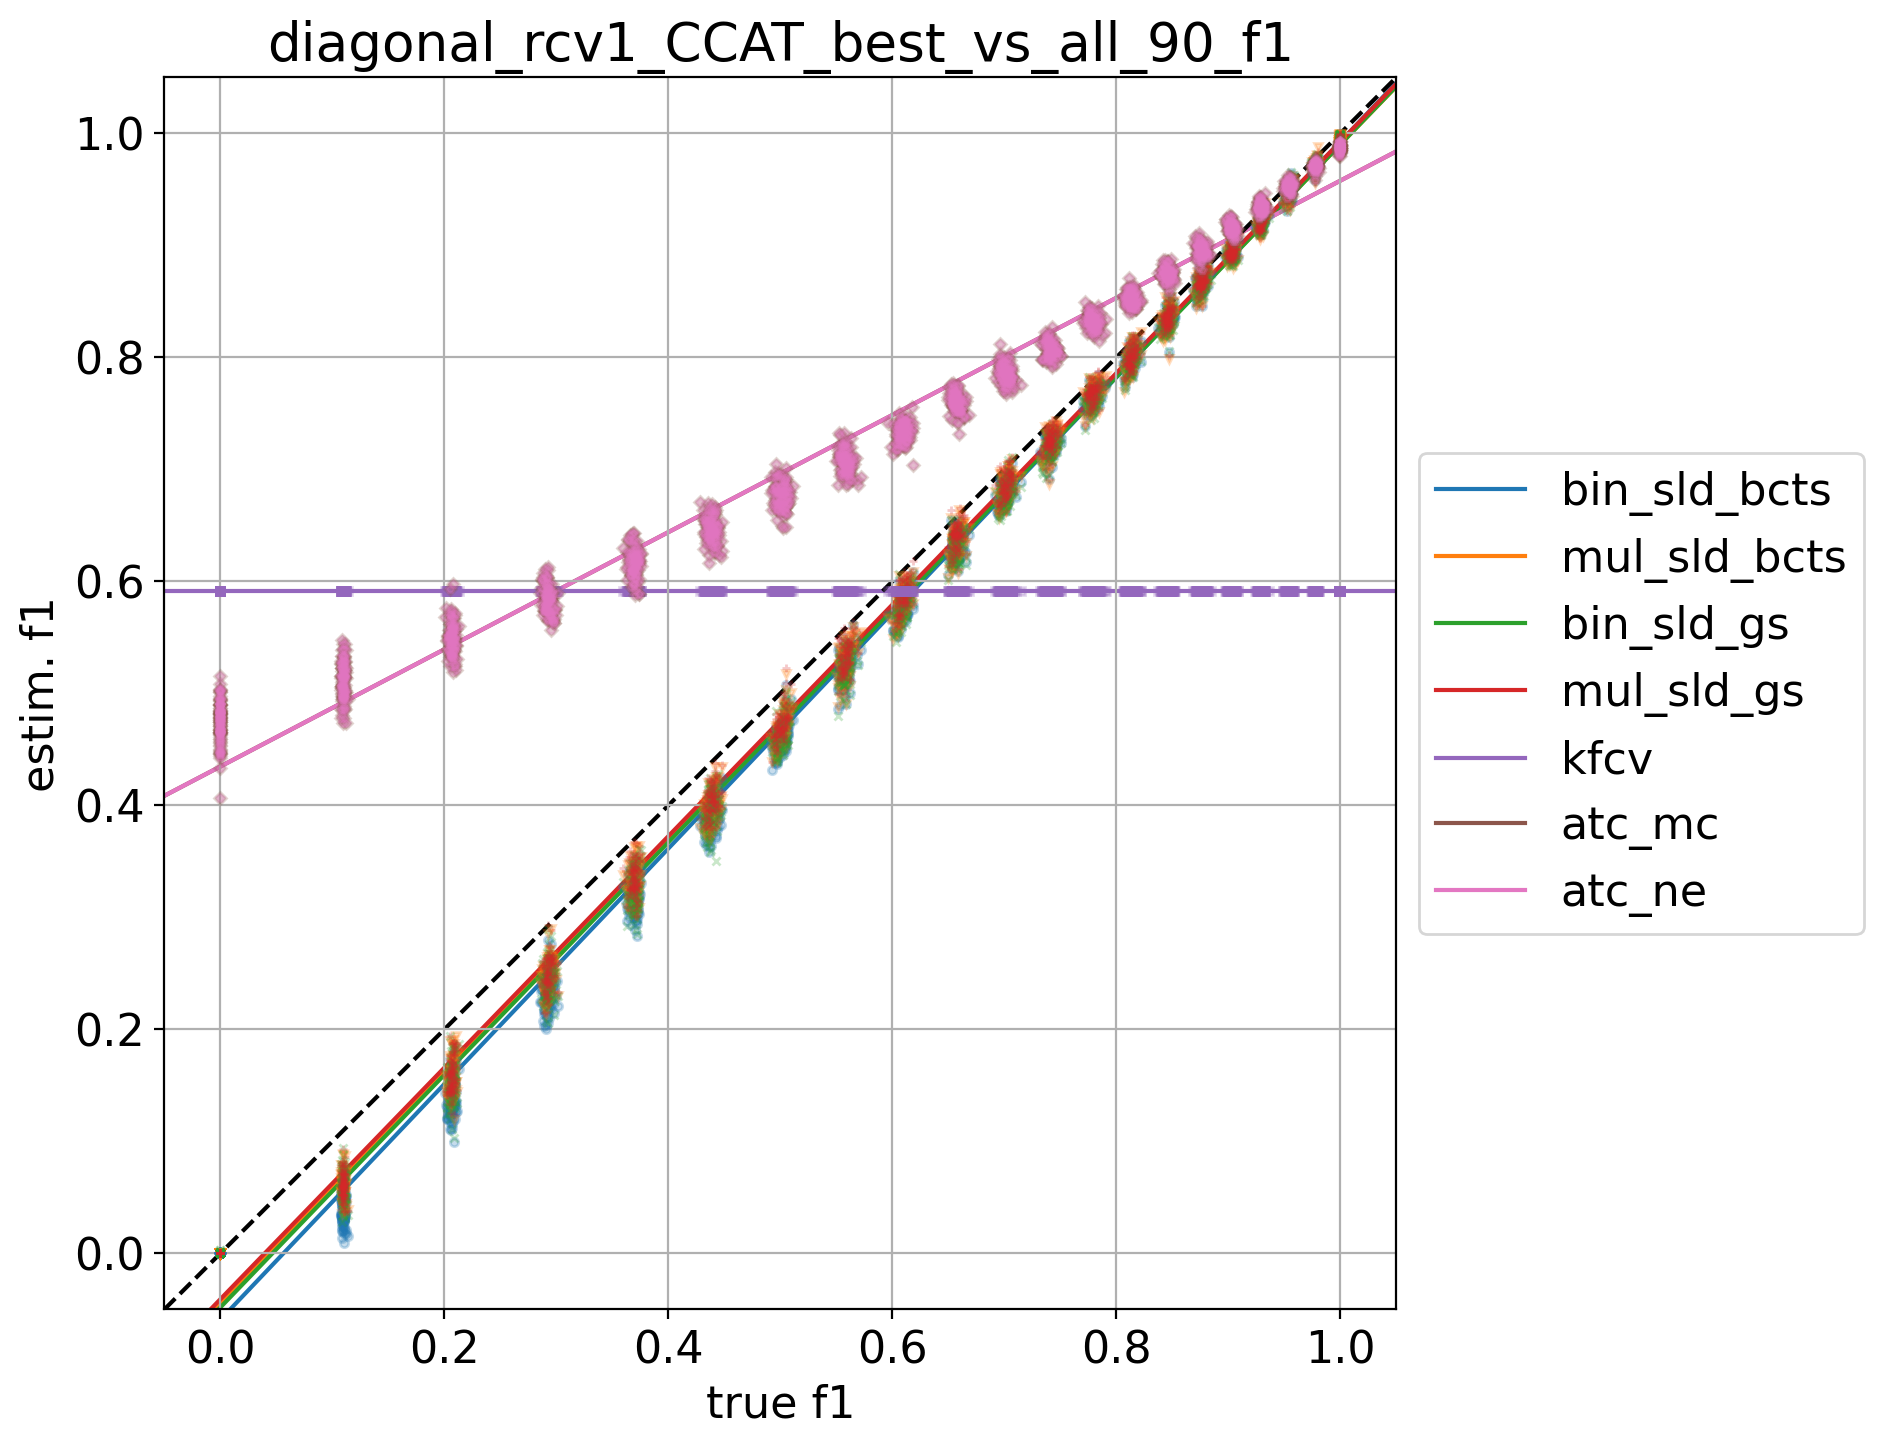 diagonal_rcv1_CCAT_best_vs_all_90_f1
estim. f1
1.0
0.8
0.6
0.4
0.2
0.0
0.0 0.2 0.4 0.6 0.8 1.0
true f1
bin_sld_bcts
mul_sld_bcts
bin_sld_gs
mul_sld_gs
kfcv
atc_mc
atc_ne